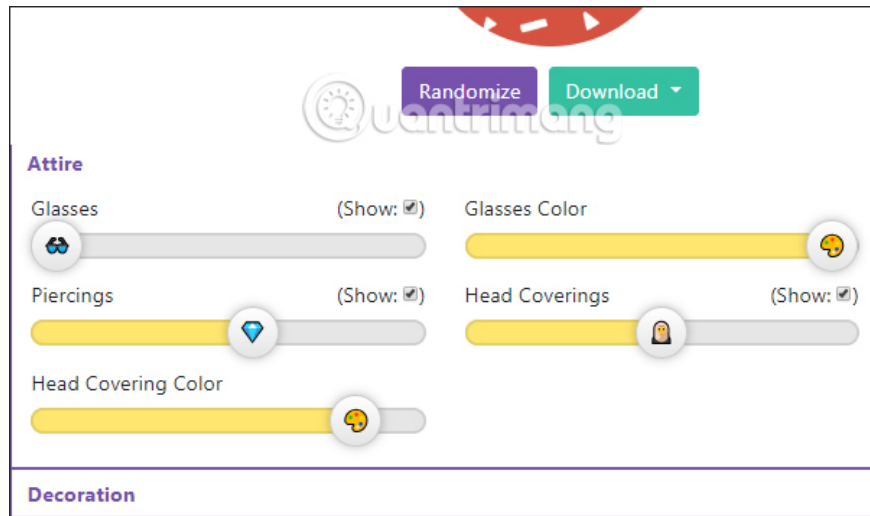 Randomize Download
Quantrimang
Attire
Glasses (Show: ) Glasses Color
Piercings (Show: ) Head Coverings (Show: )
Head Covering Color
Decoration